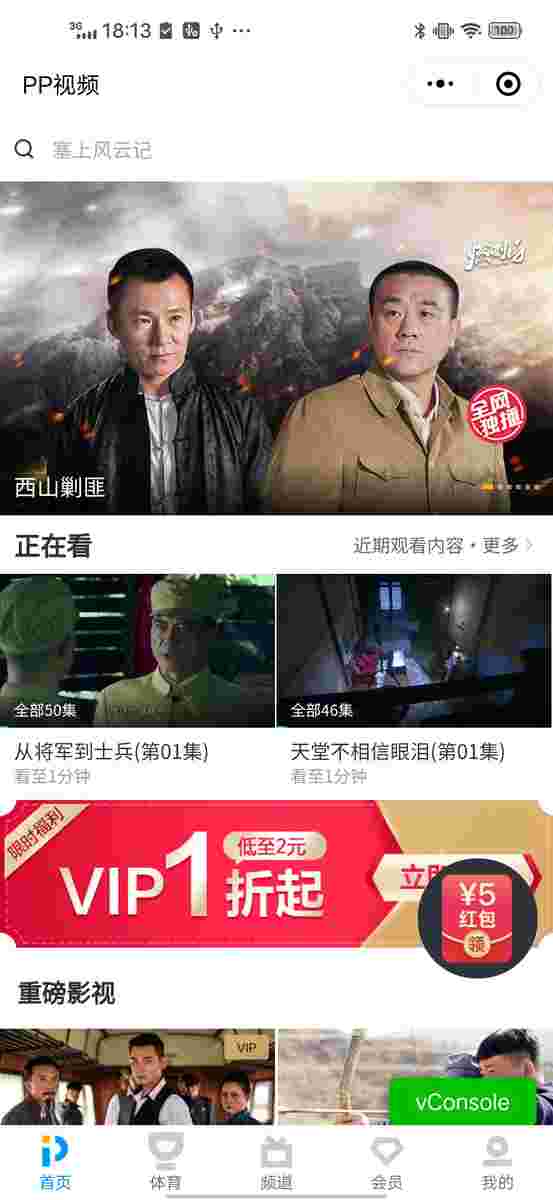 3G 18:13 100
PP视频
塞上风云记
全网
独播
西山剿匪
正在看
近期观看内容·更多
全部50集
全部46集
从将军到士兵(第01集)
天堂不相信眼泪(第01集)
看至1分钟
看至1分钟
限时福利
VIP1折起
低至2元
立即
¥5
红包
领
重磅影视
VIP
vConsole
首页
体育
频道
会员
我的